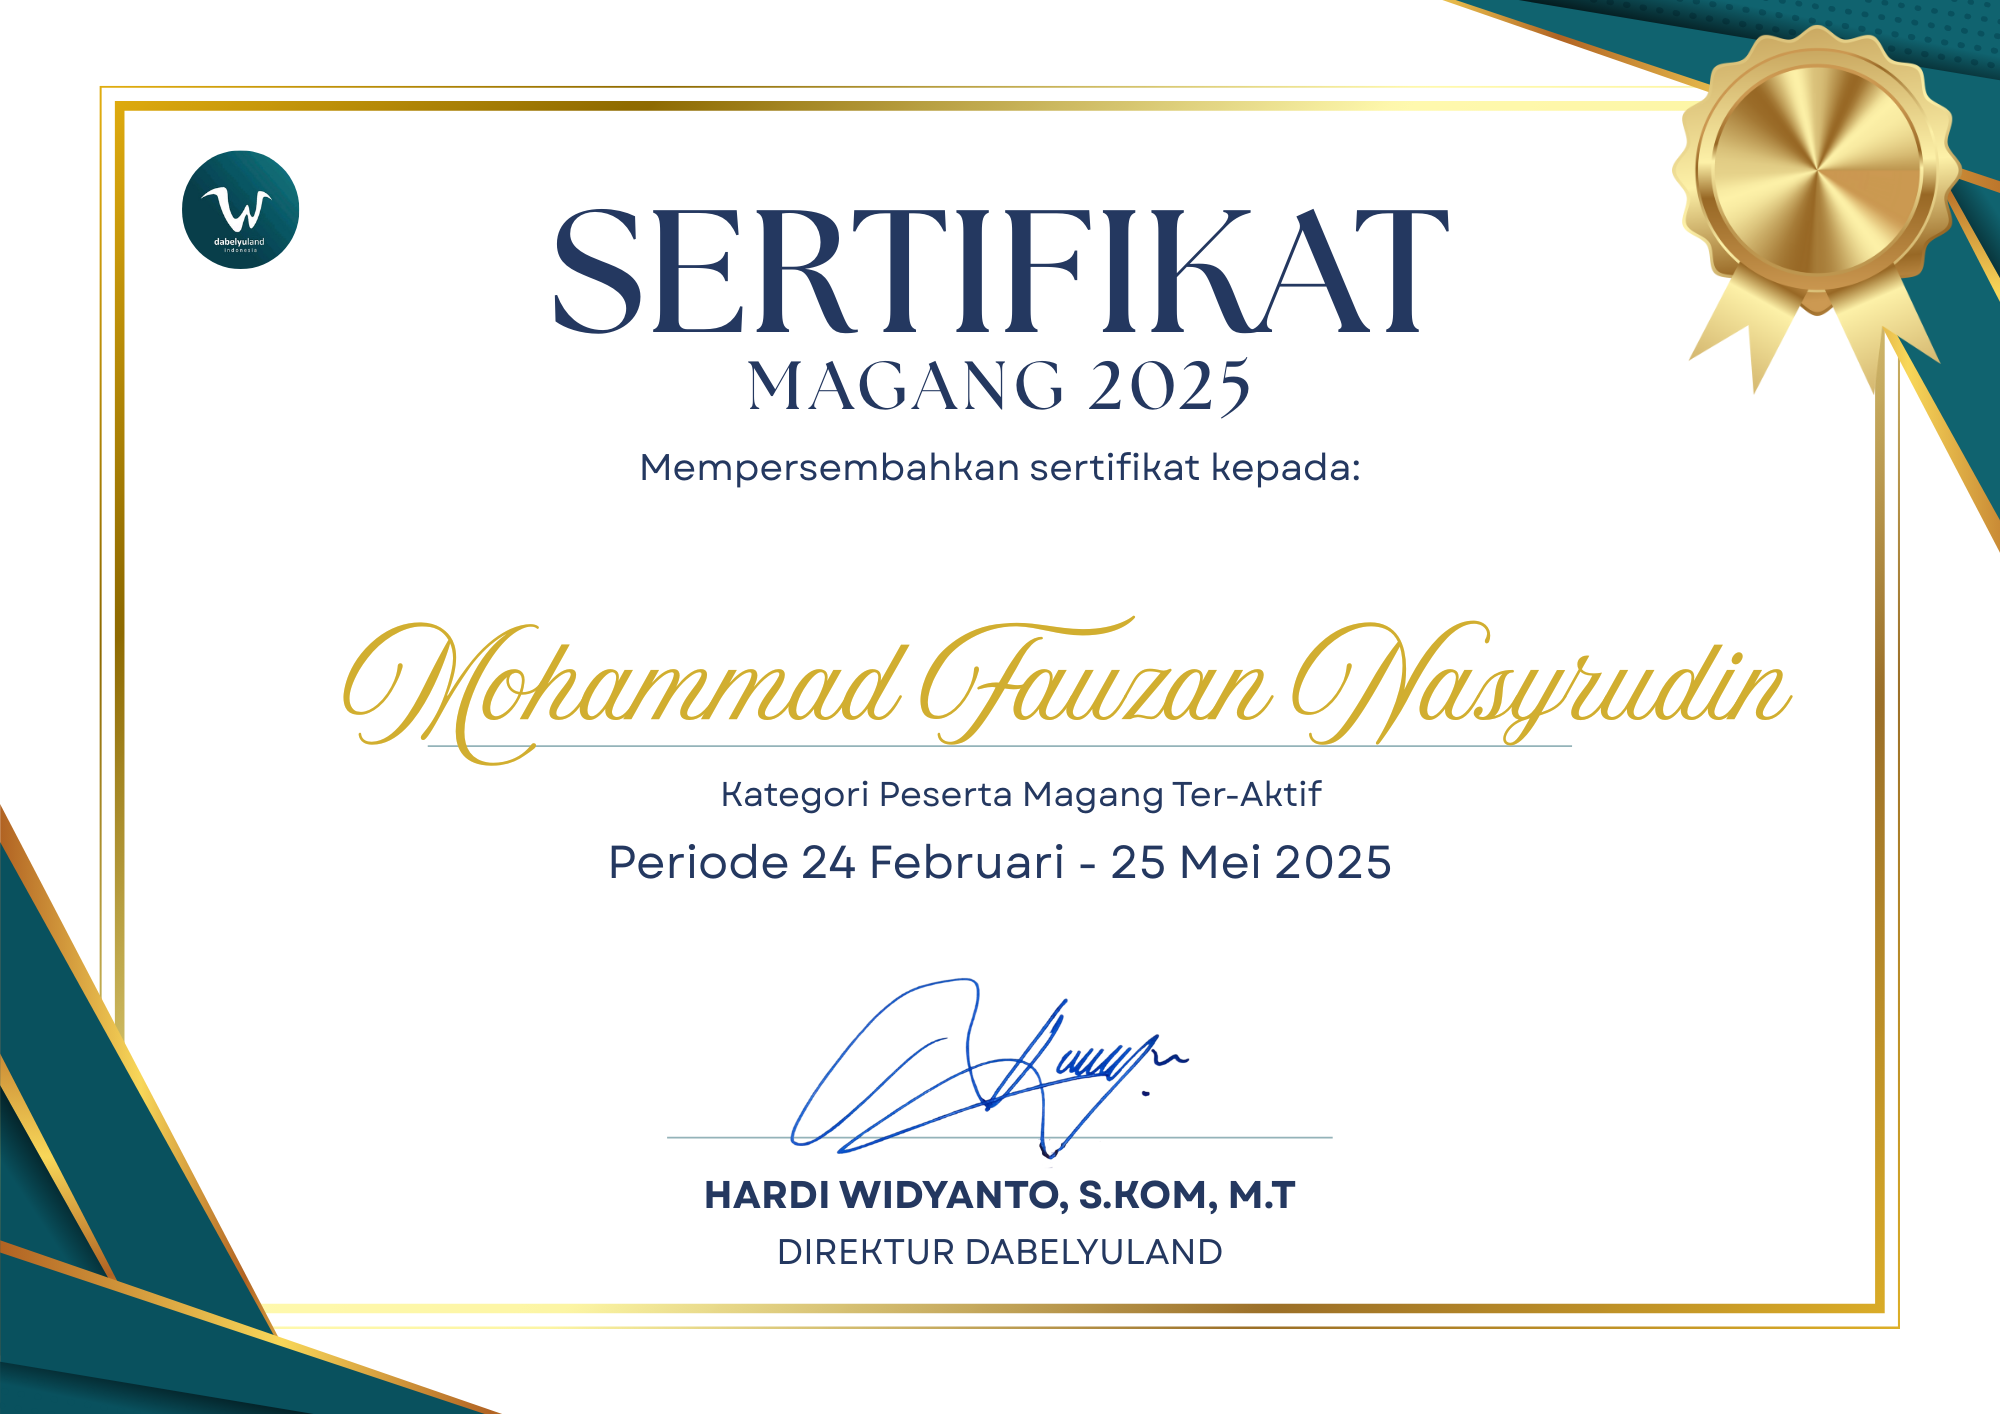 dabelyuland
indonesia
SERTIFIKAT
MAGANG 2025
Mempersembahkan sertifikat kepada:
Mohammad Fauzan Nasyrudin
Kategori Peserta Magang Ter-Aktif
Periode 24 Februari - 25 Mei 2025
HARDI WIDYANTO, S.KOM, M.T
DIREKTUR DABELYULAND